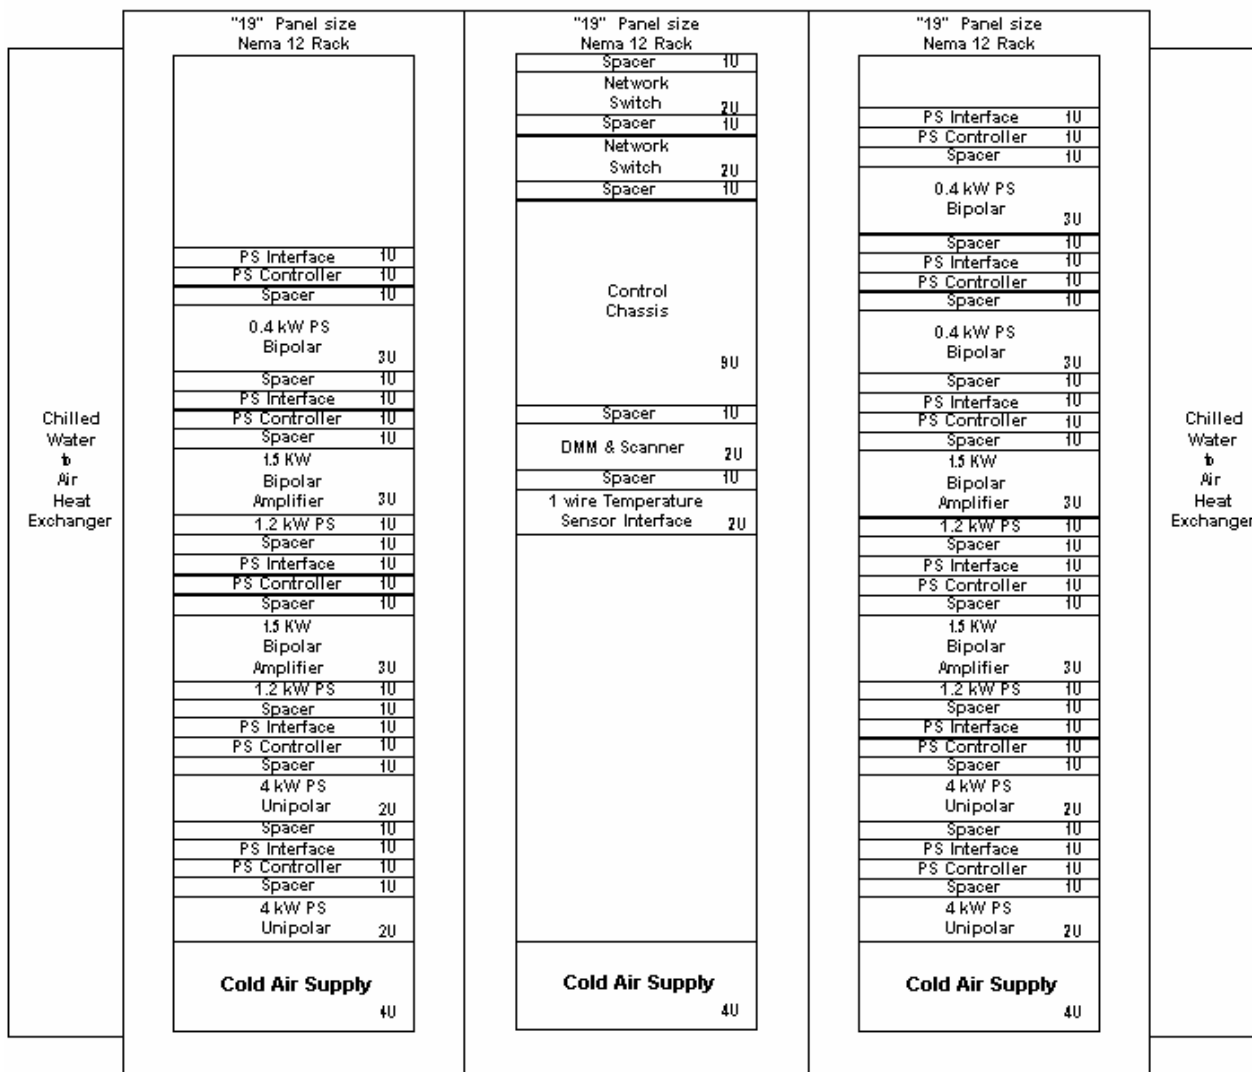 "19" Panel size
Nema 12 Rack
PS Interface 1U
PS Controller 1U
Spacer 1U
0.4 kW PS
Bipolar
3U
Spacer 1U
PS Interface 1U
PS Controller 1U
Spacer 1U
1.5 KW
Bipolar
Amplifier 3U
1.2 kW PS 1U
Spacer 1U
PS Interface 1U
PS Controller 1U
Spacer 1U
1.5 KW
Bipolar
Amplifier 3U
1.2 kW PS 1U
Spacer 1U
PS Interface 1U
PS Controller 1U
Spacer 1U
4 kW PS
Unipolar 2U
Spacer 1U
PS Interface 1U
PS Controller 1U
Spacer 1U
4 kW PS
Unipolar 2U
Cold Air Supply
4U
Chilled
Water
to
Air
Heat
Exchanger
"19" Panel size
Nema 12 Rack
Spacer 1U
Network
Switch 2U
Spacer 1U
Network
Switch 2U
Spacer 1U
Control
Chassis
9U
Spacer 1U
DMM & Scanner 2U
Spacer 1U
1 wire Temperature
Sensor Interface 2U
Cold Air Supply
4U
"19" Panel size
Nema 12 Rack
PS Interface 1U
PS Controller 1U
Spacer 1U
0.4 kW PS
Bipolar
3U
Spacer 1U
PS Interface 1U
PS Controller 1U
Spacer 1U
0.4 kW PS
Bipolar
3U
Spacer 1U
PS Interface 1U
PS Controller 1U
Spacer 1U
1.5 KW
Bipolar
Amplifier 3U
1.2 kW PS 1U
Spacer 1U
PS Interface 1U
PS Controller 1U
Spacer 1U
1.5 KW
Bipolar
Amplifier 3U
1.2 kW PS 1U
Spacer 1U
PS Interface 1U
PS Controller 1U
Spacer 1U
4 kW PS
Unipolar 2U
Spacer 1U
PS Interface 1U
PS Controller 1U
Spacer 1U
4 kW PS
Unipolar 2U
Cold Air Supply
4U
Chilled
Water
to
Air
Heat
Exchanger